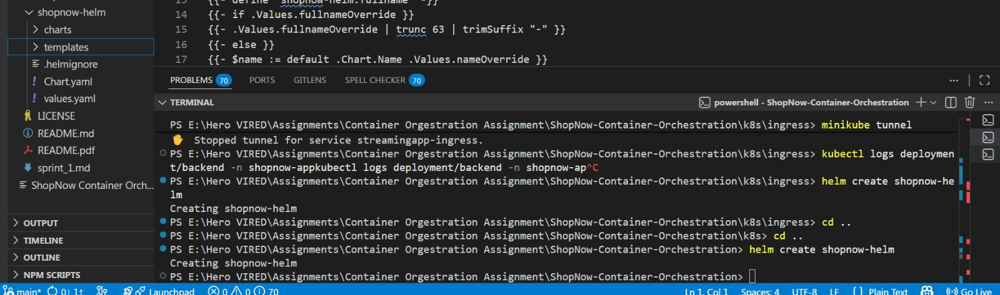 shopnow-helm
charts
templates
.helmignore
Chart.yaml
values.yaml
LICENSE
README.md
README.pdf
sprint_1.md
ShopNow Container Orch...
OUTPUT
TIMELINE
OUTLINE
NPM SCRIPTS
13 {{- define "shopnow-helm.fullname" -}}
14 {{- if .Values.fullnameOverride }}
15 {{- .Values.fullnameOverride | trunc 63 | trimSuffix "-" }}
16 {{- else }}
17 {{- $name := default .Chart.Name .Values.nameOverride }}
PROBLEMS 70 PORTS GITLENS SPELL CHECKER 70 ...
TERMINAL powershell - ShopNow-Container-Orchestration ...
PS E:\Hero VIRED\Assignments\Container Orgestration Assignment\ShopNow-Container-Orchestration\k8s\ingress> minikube tunnel
Stopped tunnel for service streamingapp-ingress.
PS E:\Hero VIRED\Assignments\Container Orgestration Assignment\ShopNow-Container-Orchestration\k8s\ingress> kubectl logs deploymen
t/backend -n shopnow-appkubectl logs deployment/backend -n shopnow-ap^C
PS E:\Hero VIRED\Assignments\Container Orgestration Assignment\ShopNow-Container-Orchestration\k8s\ingress> helm create shopnow-he
lm
Creating shopnow-helm
PS E:\Hero VIRED\Assignments\Container Orgestration Assignment\ShopNow-Container-Orchestration\k8s\ingress> cd ..
PS E:\Hero VIRED\Assignments\Container Orgestration Assignment\ShopNow-Container-Orchestration\k8s> cd ..
PS E:\Hero VIRED\Assignments\Container Orgestration Assignment\ShopNow-Container-Orchestration> helm create shopnow-helm
Creating shopnow-helm
PS E:\Hero VIRED\Assignments\Container Orgestration Assignment\ShopNow-Container-Orchestration>
main* 0↓ 1↑ Launchpad 0 0 70 Ln 1, Col 1 Spaces: 4 UTF-8 LF { } Plain Text Go Live